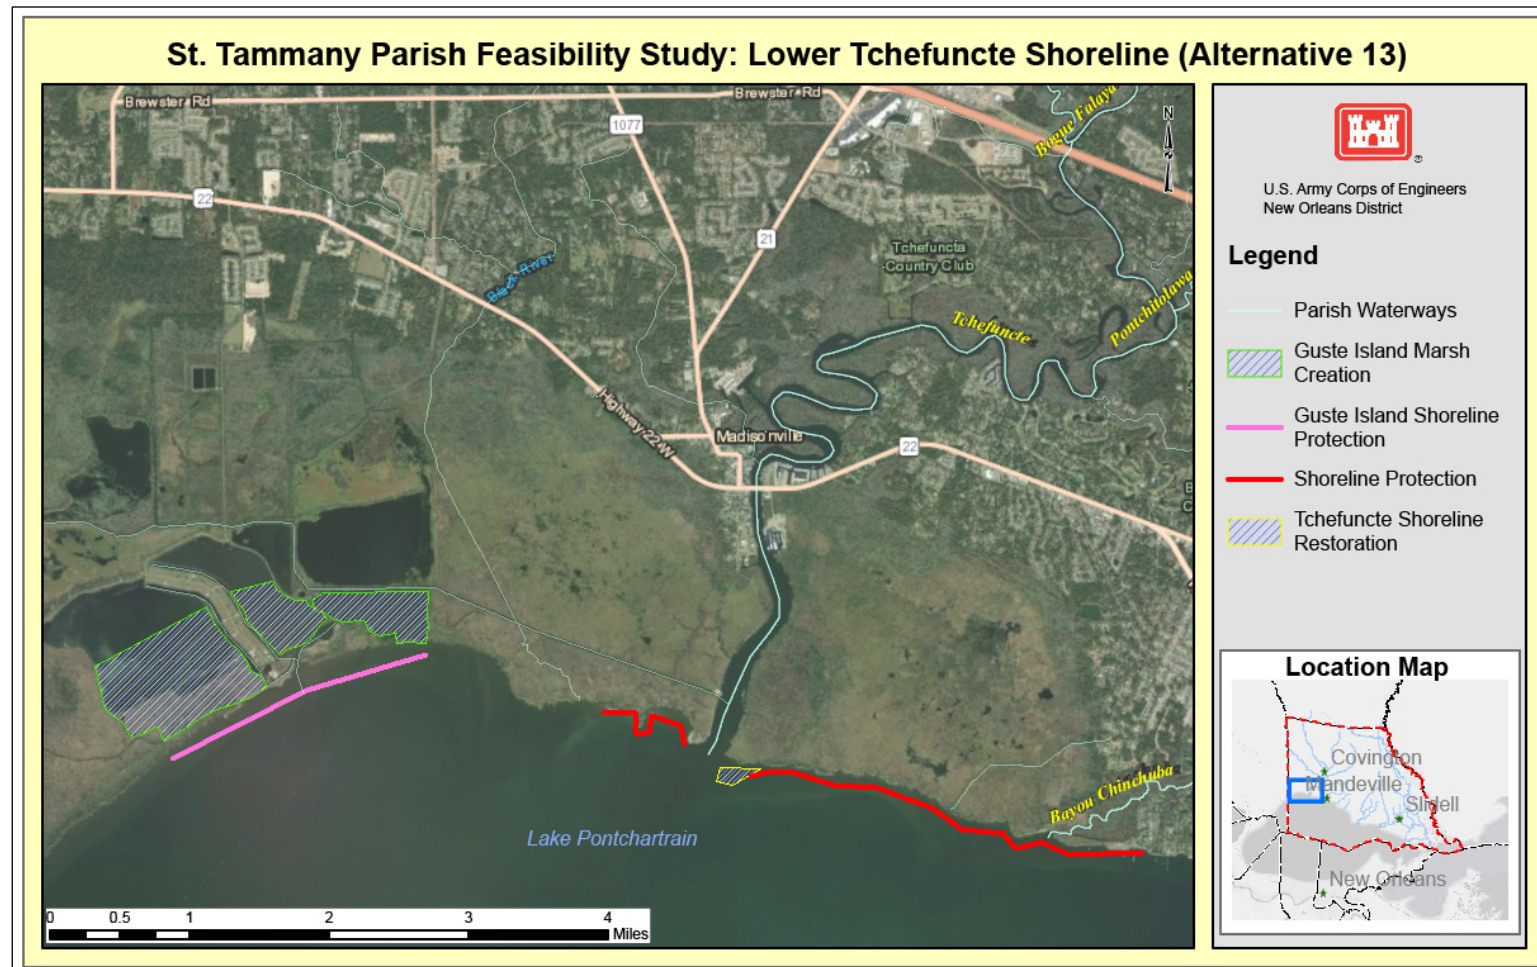 St. Tammany Parish Feasibility Study: Lower Tchefuncte Shoreline (Alternative 13)
Brewster Rd
Brewster Rd
1077
Bogue Falaya
N
22
21
Tchefuncta
Country Club
Black River
Tchefuncte
Pontchitolawa
Highway 22 W
Madisonville
22
Bayou Chinchuba
Lake Pontchartrain
0 0.5 1 2 3 4
Miles
®
U.S. Army Corps of Engineers
New Orleans District
Legend
Parish Waterways
Guste Island Marsh
Creation
Guste Island Shoreline
Protection
Shoreline Protection
Tchefuncte Shoreline
Restoration
Location Map
Covington
Mandeville
Slidell
New Orleans